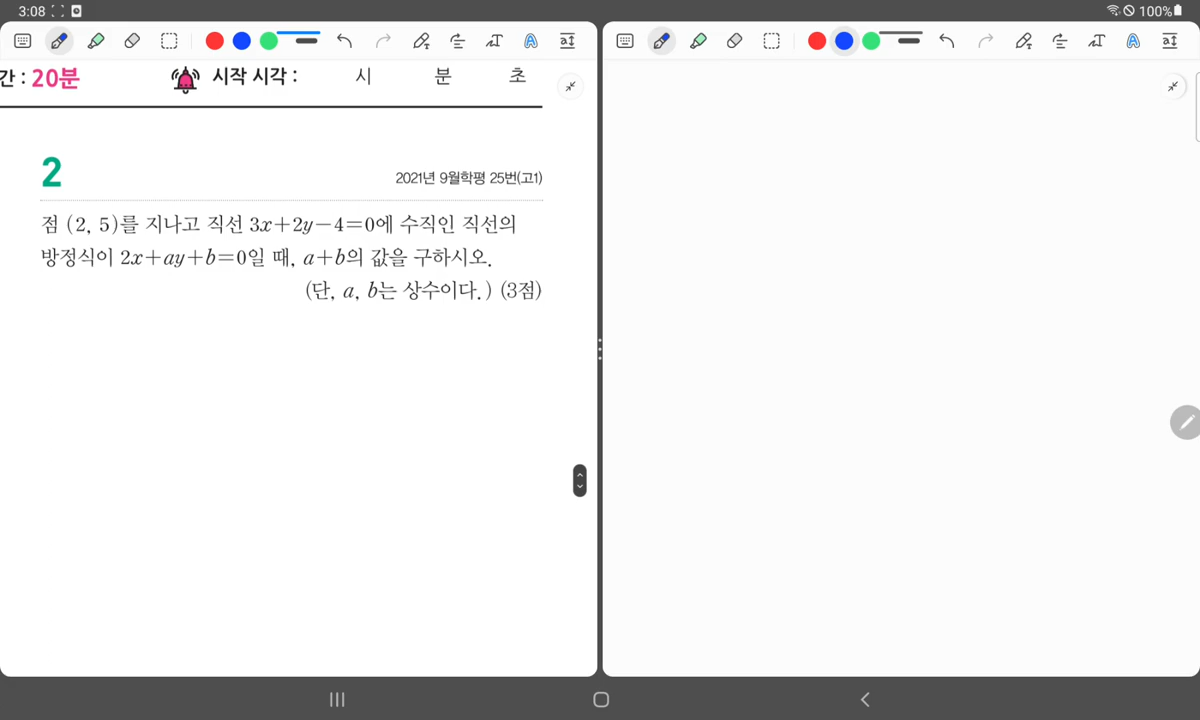 3:08
100%
간 : 20분 시작 시각 : 시 분 초
2
2021년 9월학평 25번(고1)
점 (2, 5)를 지나고 직선 3x+2y-4=0에 수직인 직선의
방정식이 2x+ay+b=0일 때, a+b의 값을 구하시오.
(단, a, b는 상수이다.) (3점)